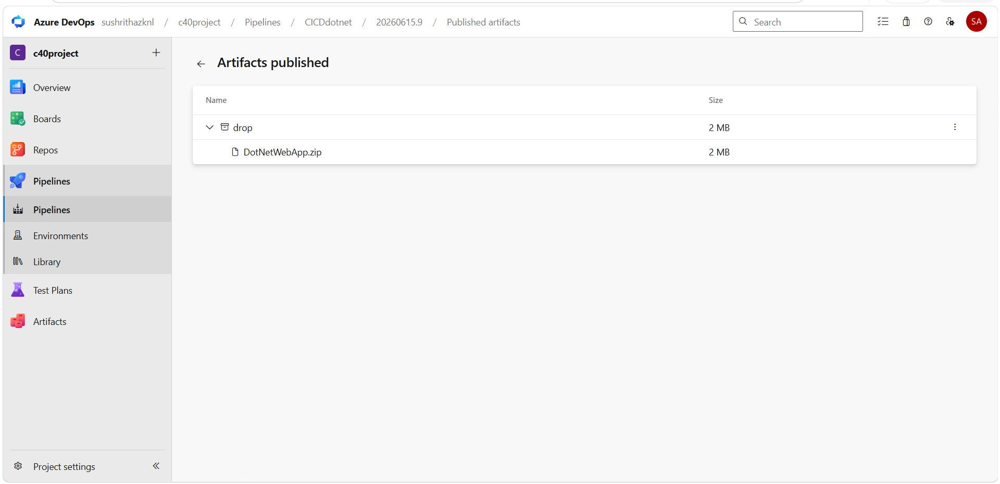 Azure DevOps sushrithazknl / c40project / Pipelines / CICDdotnet / 20260615.9 / Published artifacts
Search
SA
C c40project
Overview
Boards
Repos
Pipelines
Pipelines
Environments
Library
Test Plans
Artifacts
Project settings
Artifacts published
Name Size
drop 2 MB
DotNetWebApp.zip 2 MB